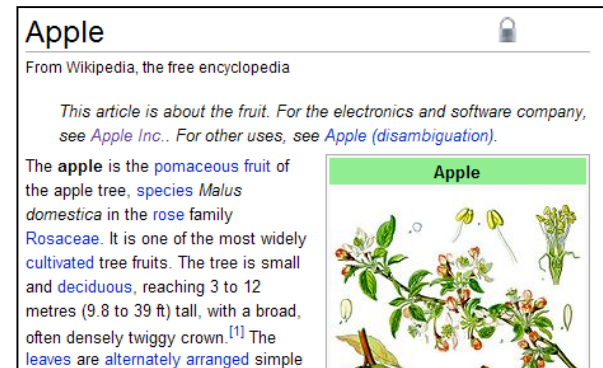 Apple
From Wikipedia, the free encyclopedia
This article is about the fruit. For the electronics and software company,
see Apple Inc.. For other uses, see Apple (disambiguation).
The apple is the pomaceous fruit of
the apple tree, species Malus
domestica in the rose family
Rosaceae. It is one of the most widely
cultivated tree fruits. The tree is small
and deciduous, reaching 3 to 12
metres (9.8 to 39 ft) tall, with a broad,
often densely twiggy crown.[1] The
leaves are alternately arranged simple
Apple